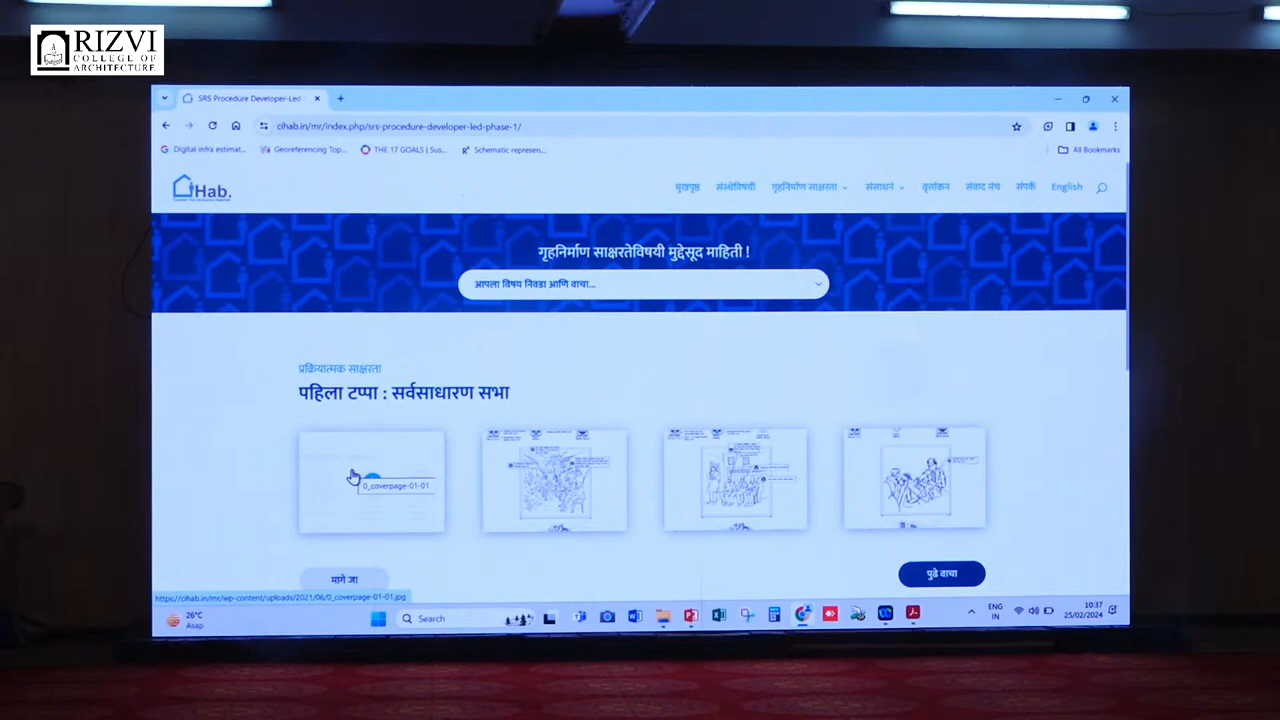 RIZVI
COLLEGE OF
ARCHITECTURE
SRS Procedure Developer-Led
cihab.in/mr/index.php/srs-procedure-developer-led-phase-1/
Digital infra estimat...
Georeferencing Top...
THE 17 GOALS | Sus...
Schematic represen...
All Bookmarks
Hab.
मुखपृष्ठ
संस्थेविषयी
गृहनिर्माण साक्षरता
संसाधनं
वृत्तांकन
संवाद मंच
संपर्क
English
गृहनिर्माण साक्षरतेविषयी मुद्देसूद माहिती !
आपला विषय निवडा आणि वाचा...
प्रक्रियात्मक साक्षरता
पहिला टप्पा : सर्वसाधारण सभा
0_coverpage-01-01
मागे जा
पुढे वाचा
https://cihab.in/mr/wp-content/uploads/2021/06/0_coverpage-01-01.jpg
26°C
Asap
Search
ENG
IN
10:37
25/02/2024